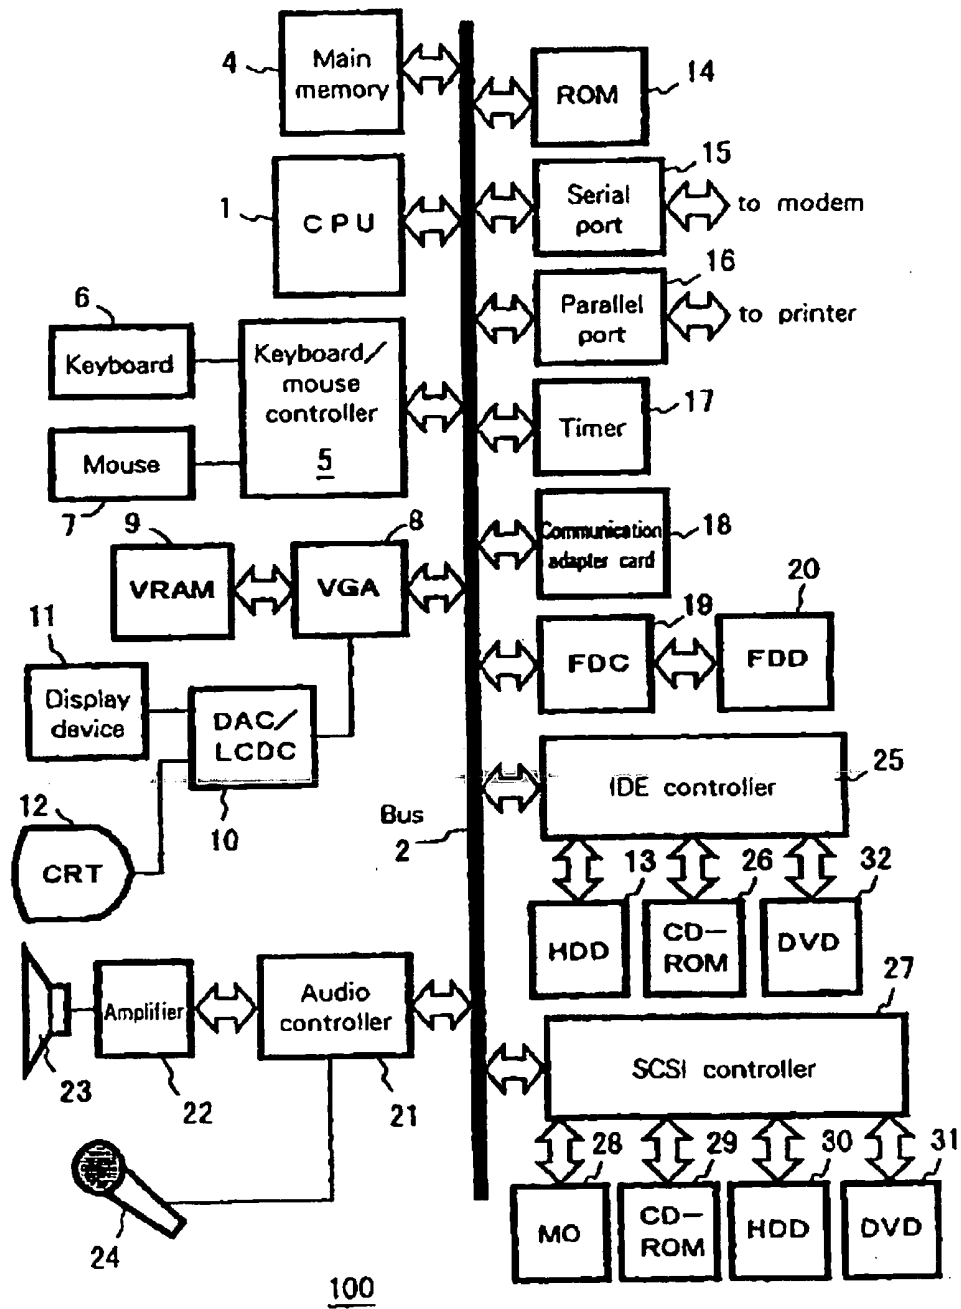 4
Main
memory
ROM
14
1
CPU
15
Serial
port
to modem
16
Parallel
port
to printer
6
Keyboard
Keyboard/
mouse
controller
5
Mouse
7
Timer
17
Communication
adapter card
18
9
VRAM
8
VGA
19
FDC
20
FDD
11
Display
device
DAC/
LCDC
10
IDE controller
25
12
CRT
Bus
2
13
HDD
26
CD-
ROM
32
DVD
23
Amplifier
22
Audio
controller
21
27
SCSI controller
24
28
MO
29
CD-
ROM
30
HDD
31
DVD
100